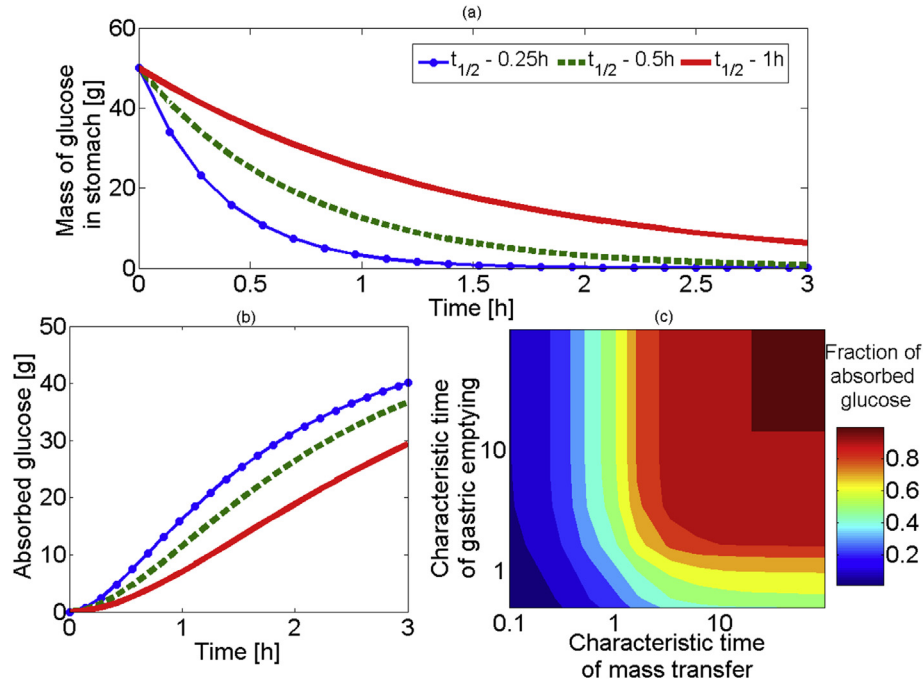 (a)
60
40
20
0
Mass of glucose
in stomach [g]
t1/2 - 0.25h
t1/2 - 0.5h
t1/2 - 1h
0
0.5
1
1.5
2
2.5
3
Time [h]
(b)
50
40
30
20
10
0
Absorbed glucose [g]
0
1
2
3
Time [h]
(c)
Characteristic time
of gastric emptying
10
1
0.1
1
10
Characteristic time
of mass transfer
Fraction of
absorbed
glucose
0.8
0.6
0.4
0.2